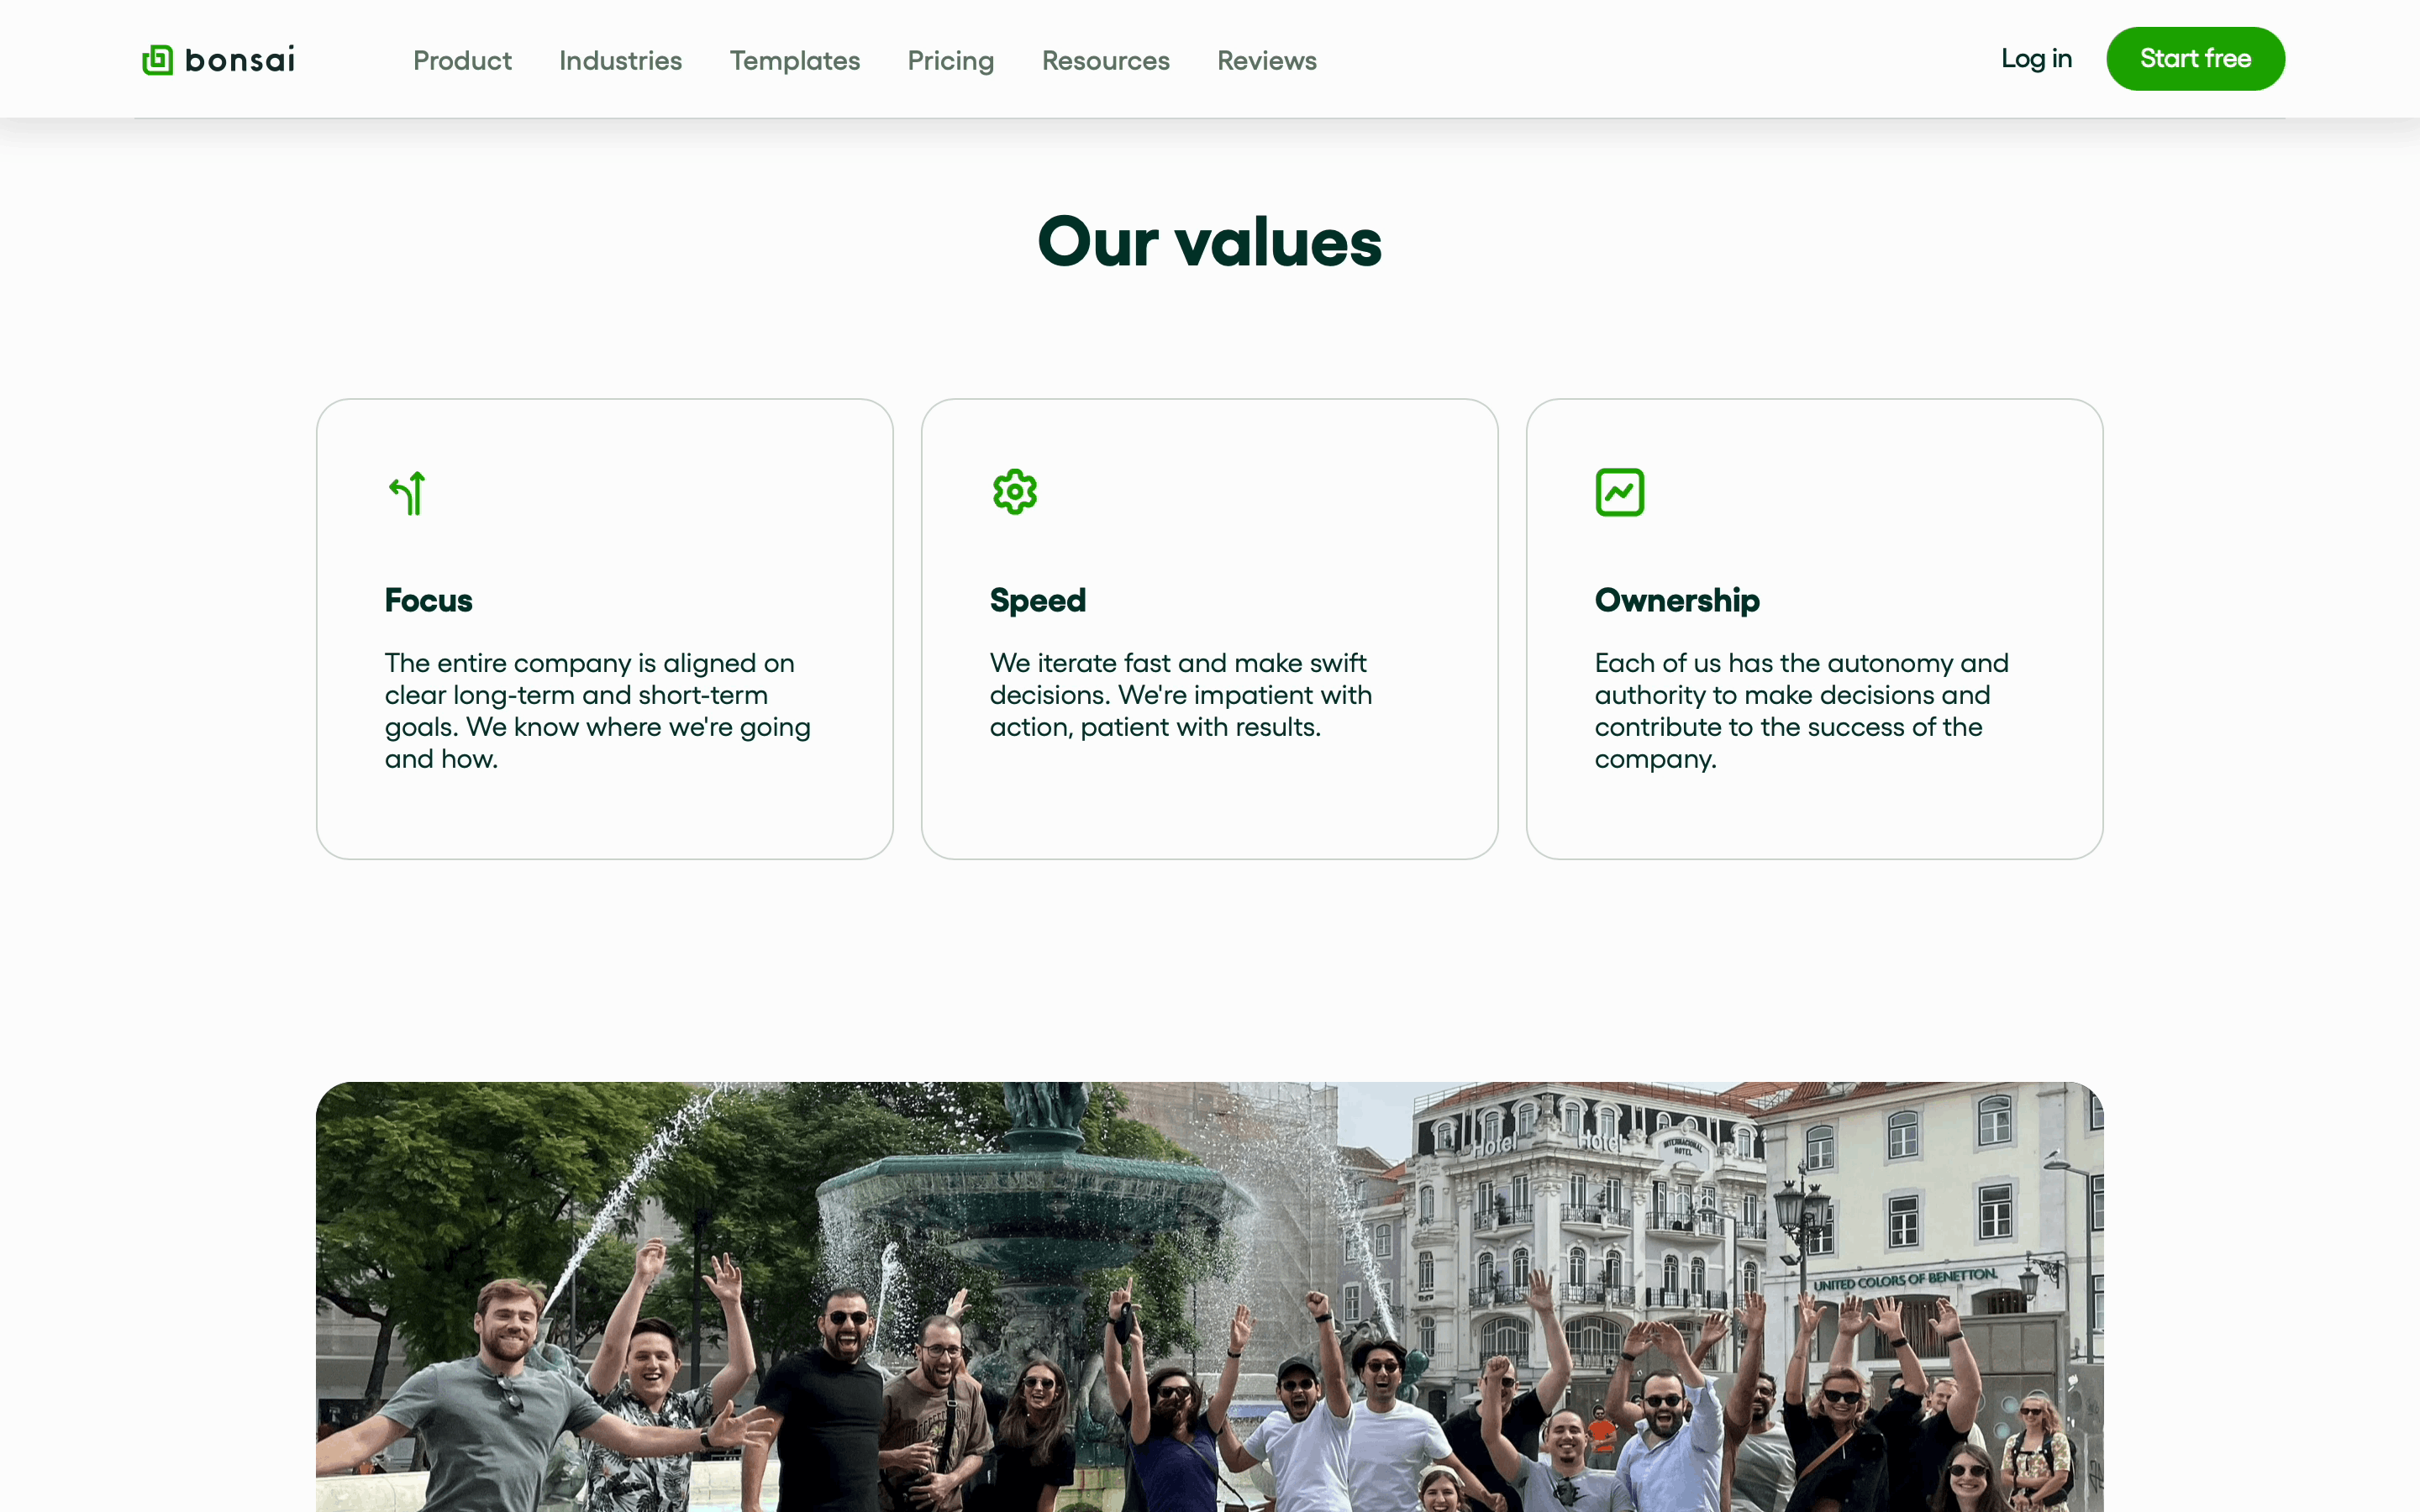 bonsai
Product Industries Templates Pricing Resources Reviews
Log in
Start free
Our values
Focus
The entire company is aligned on
clear long-term and short-term
goals. We know where we're going
and how.
Speed
We iterate fast and make swift
decisions. We're impatient with
action, patient with results.
Ownership
Each of us has the autonomy and
authority to make decisions and
contribute to the success of the
company.
Hotel Hotel
INTERNACIONAL
HOTEL
UNITED COLORS OF BENETTON.